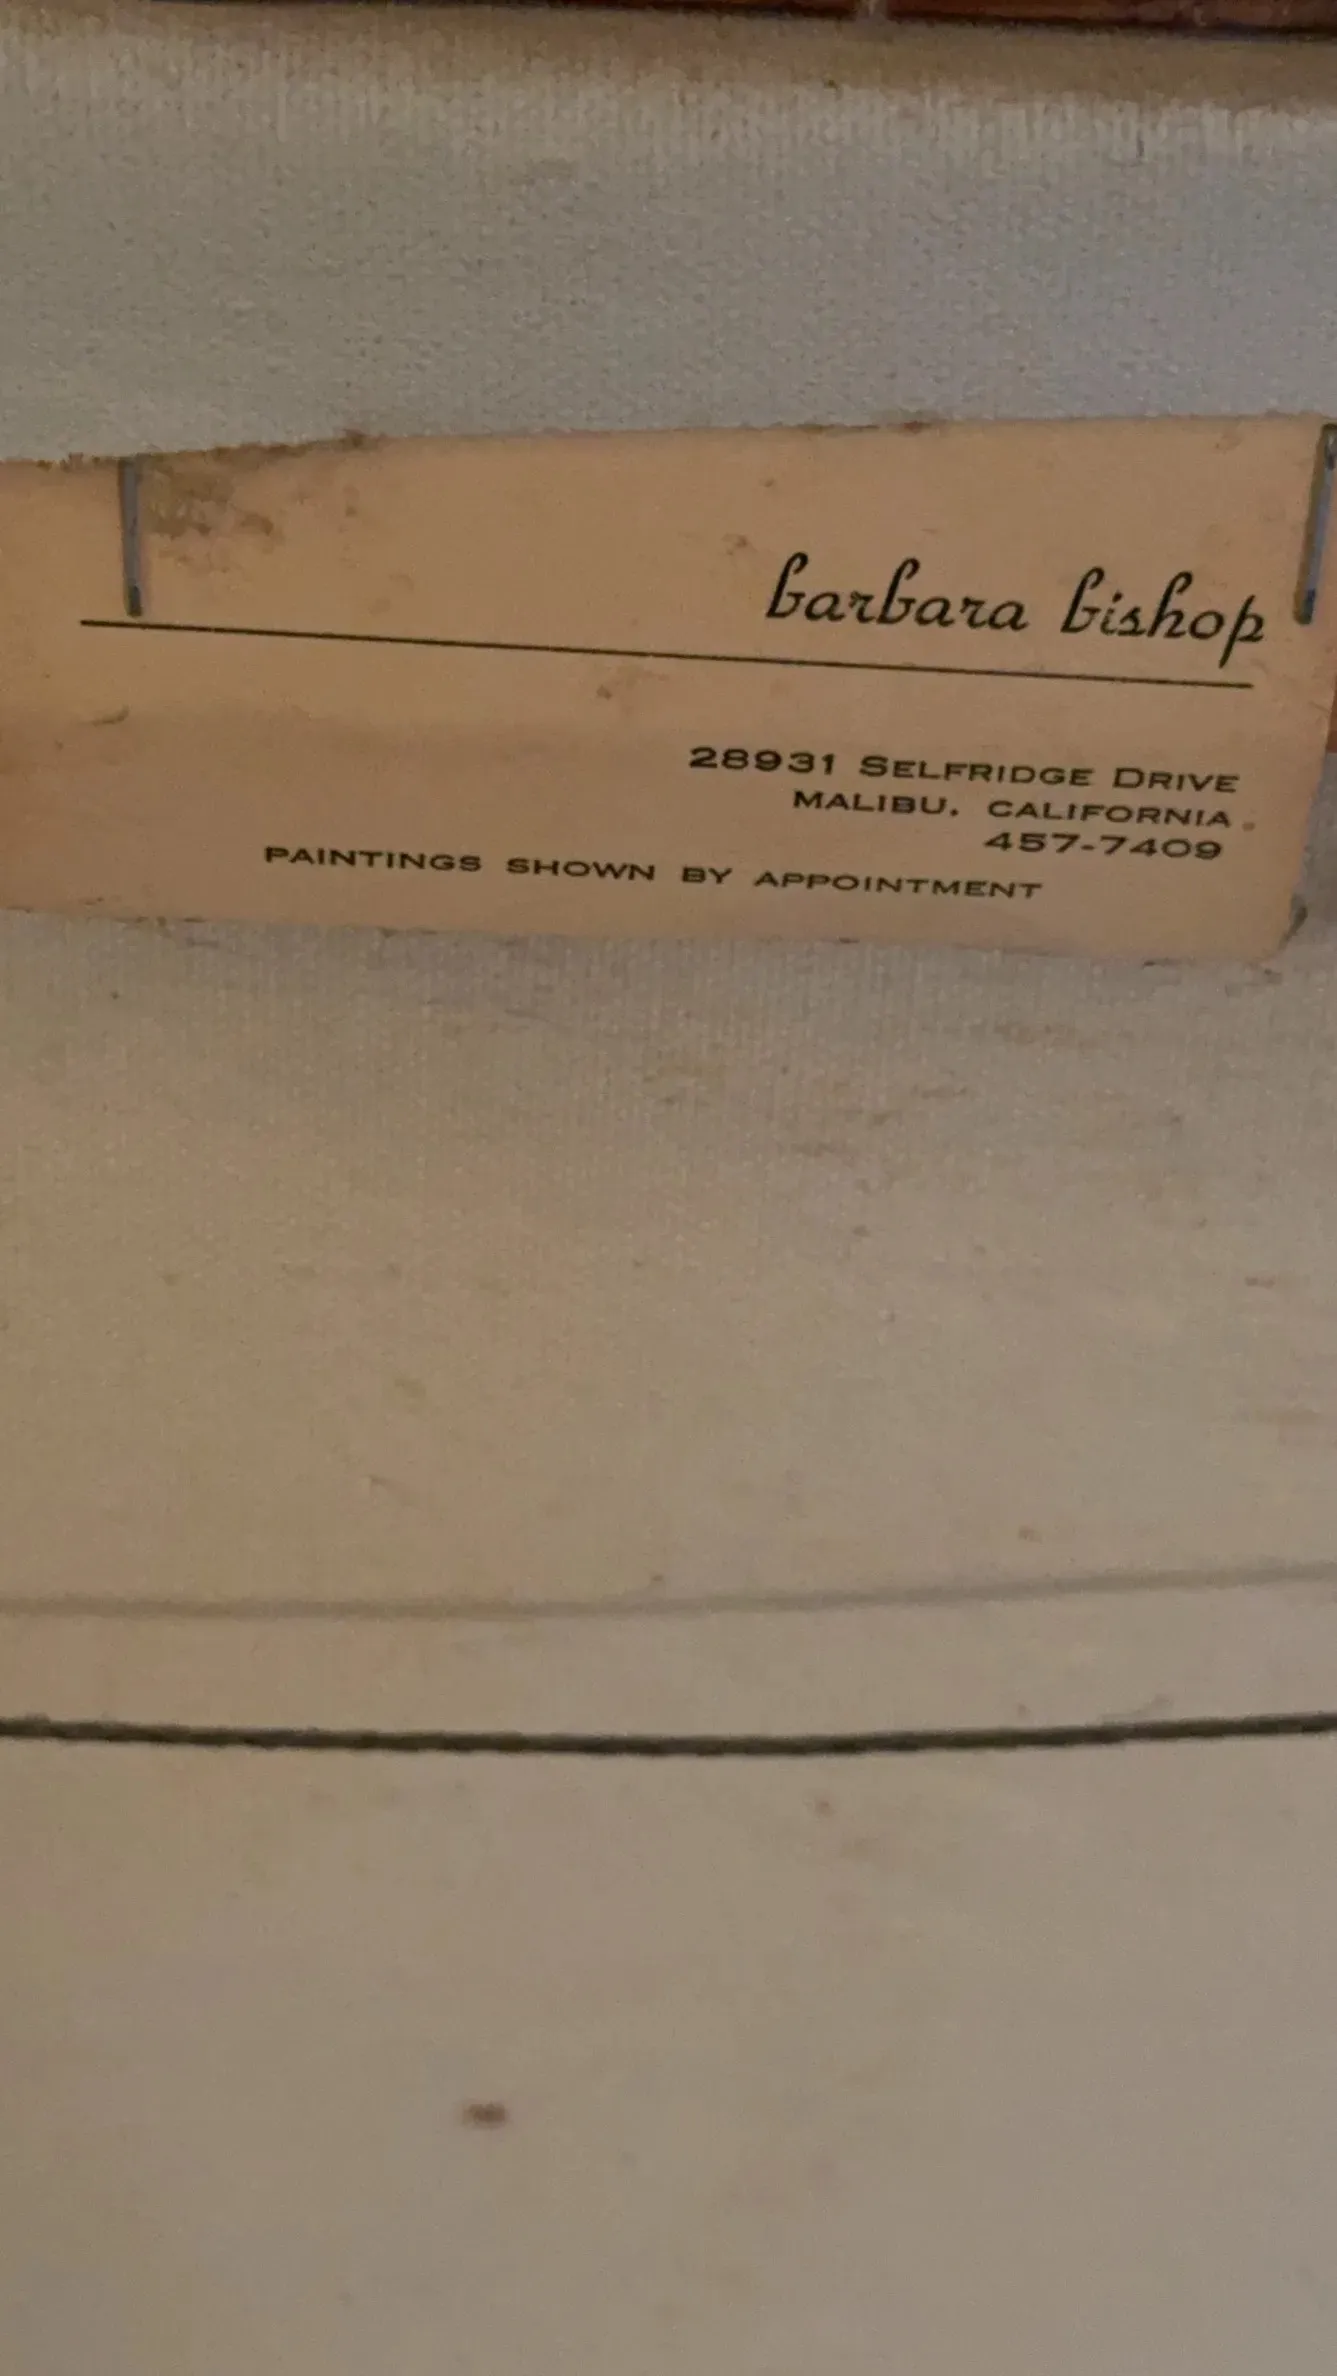 barbara bishop
28931 SELFRIDGE DRIVE
MALIBU, CALIFORNIA
457-7409
PAINTINGS SHOWN BY APPOINTMENT